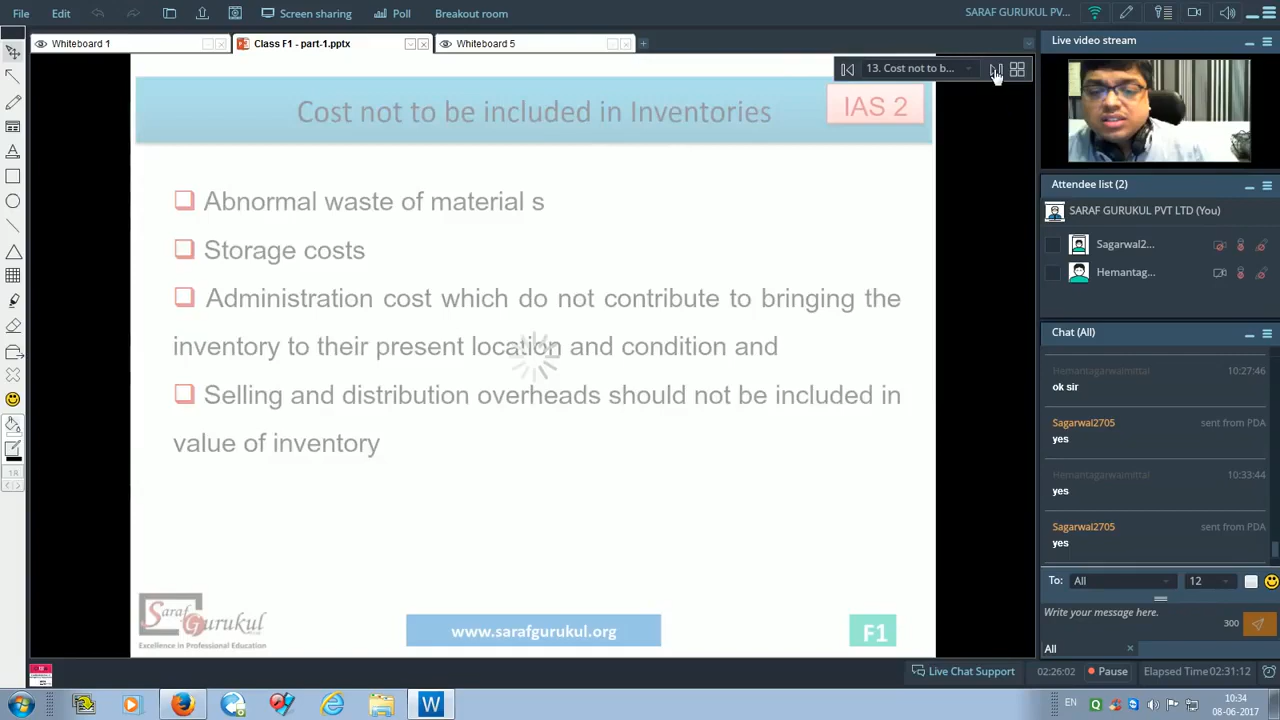 File Edit Screen sharing Poll Breakout room SARAF GURUKUL PV...
Whiteboard 1 Class F1 - part-1.pptx Whiteboard 5
13. Cost not to b...
Cost not to be included in Inventories
IAS 2
Abnormal waste of material s
Storage costs
Administration cost which do not contribute to bringing the
inventory to their present location and condition and
Selling and distribution overheads should not be included in
value of inventory
Saraf
Gurukul
Excellence in Professional Education
www.sarafgurukul.org
F1
Live video stream
Attendee list (2)
SARAF GURUKUL PVT LTD (You)
Sagarwal2...
Hemantag...
Chat (All)
Hemantagarwalmittal 10:27:46
ok sir
Sagarwal2705 sent from PDA
yes
Hemantagarwalmittal 10:33:44
yes
Sagarwal2705 sent from PDA
yes
To: All 12
Write your message here.
300
All
Live Chat Support 02:26:02 Pause Elapsed Time 02:31:12
EN 10:34
08-06-2017